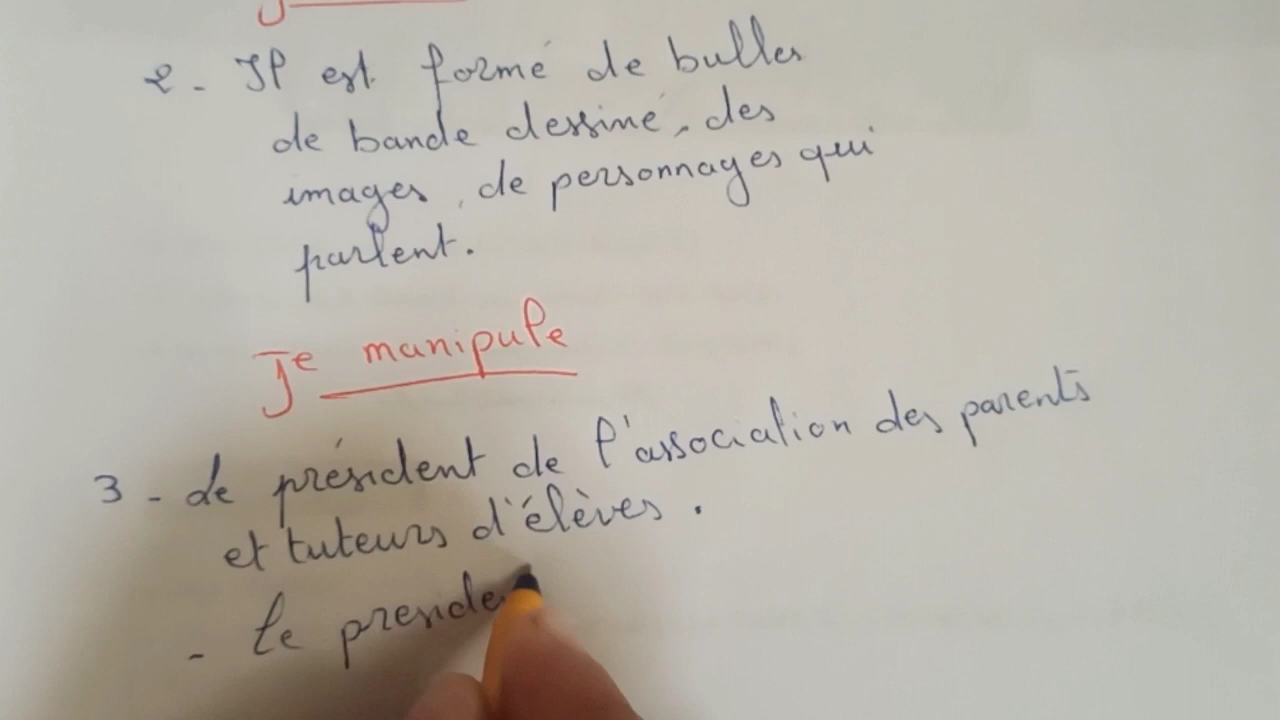 2 - Il est formé de bulles
de bande dessiné, des
images, de personnages qui
parlent.
Je manipule
3 - Le président de l'association des parents
et tuteurs d'élèves.
- Le preside